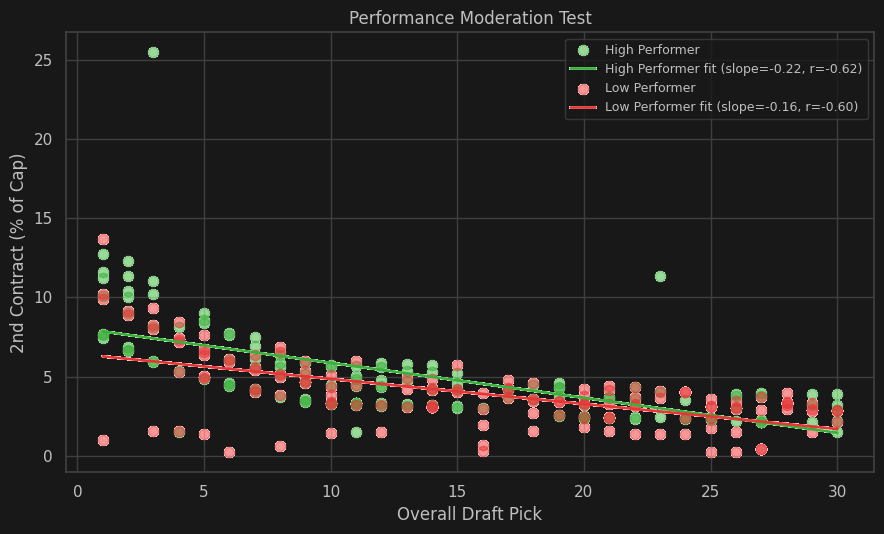 Performance Moderation Test
High Performer
High Performer fit (slope=-0.22, r=-0.62)
Low Performer
Low Performer fit (slope=-0.16, r=-0.60)
2nd Contract (% of Cap)
25
20
15
10
5
0
0 5 10 15 20 25 30
Overall Draft Pick